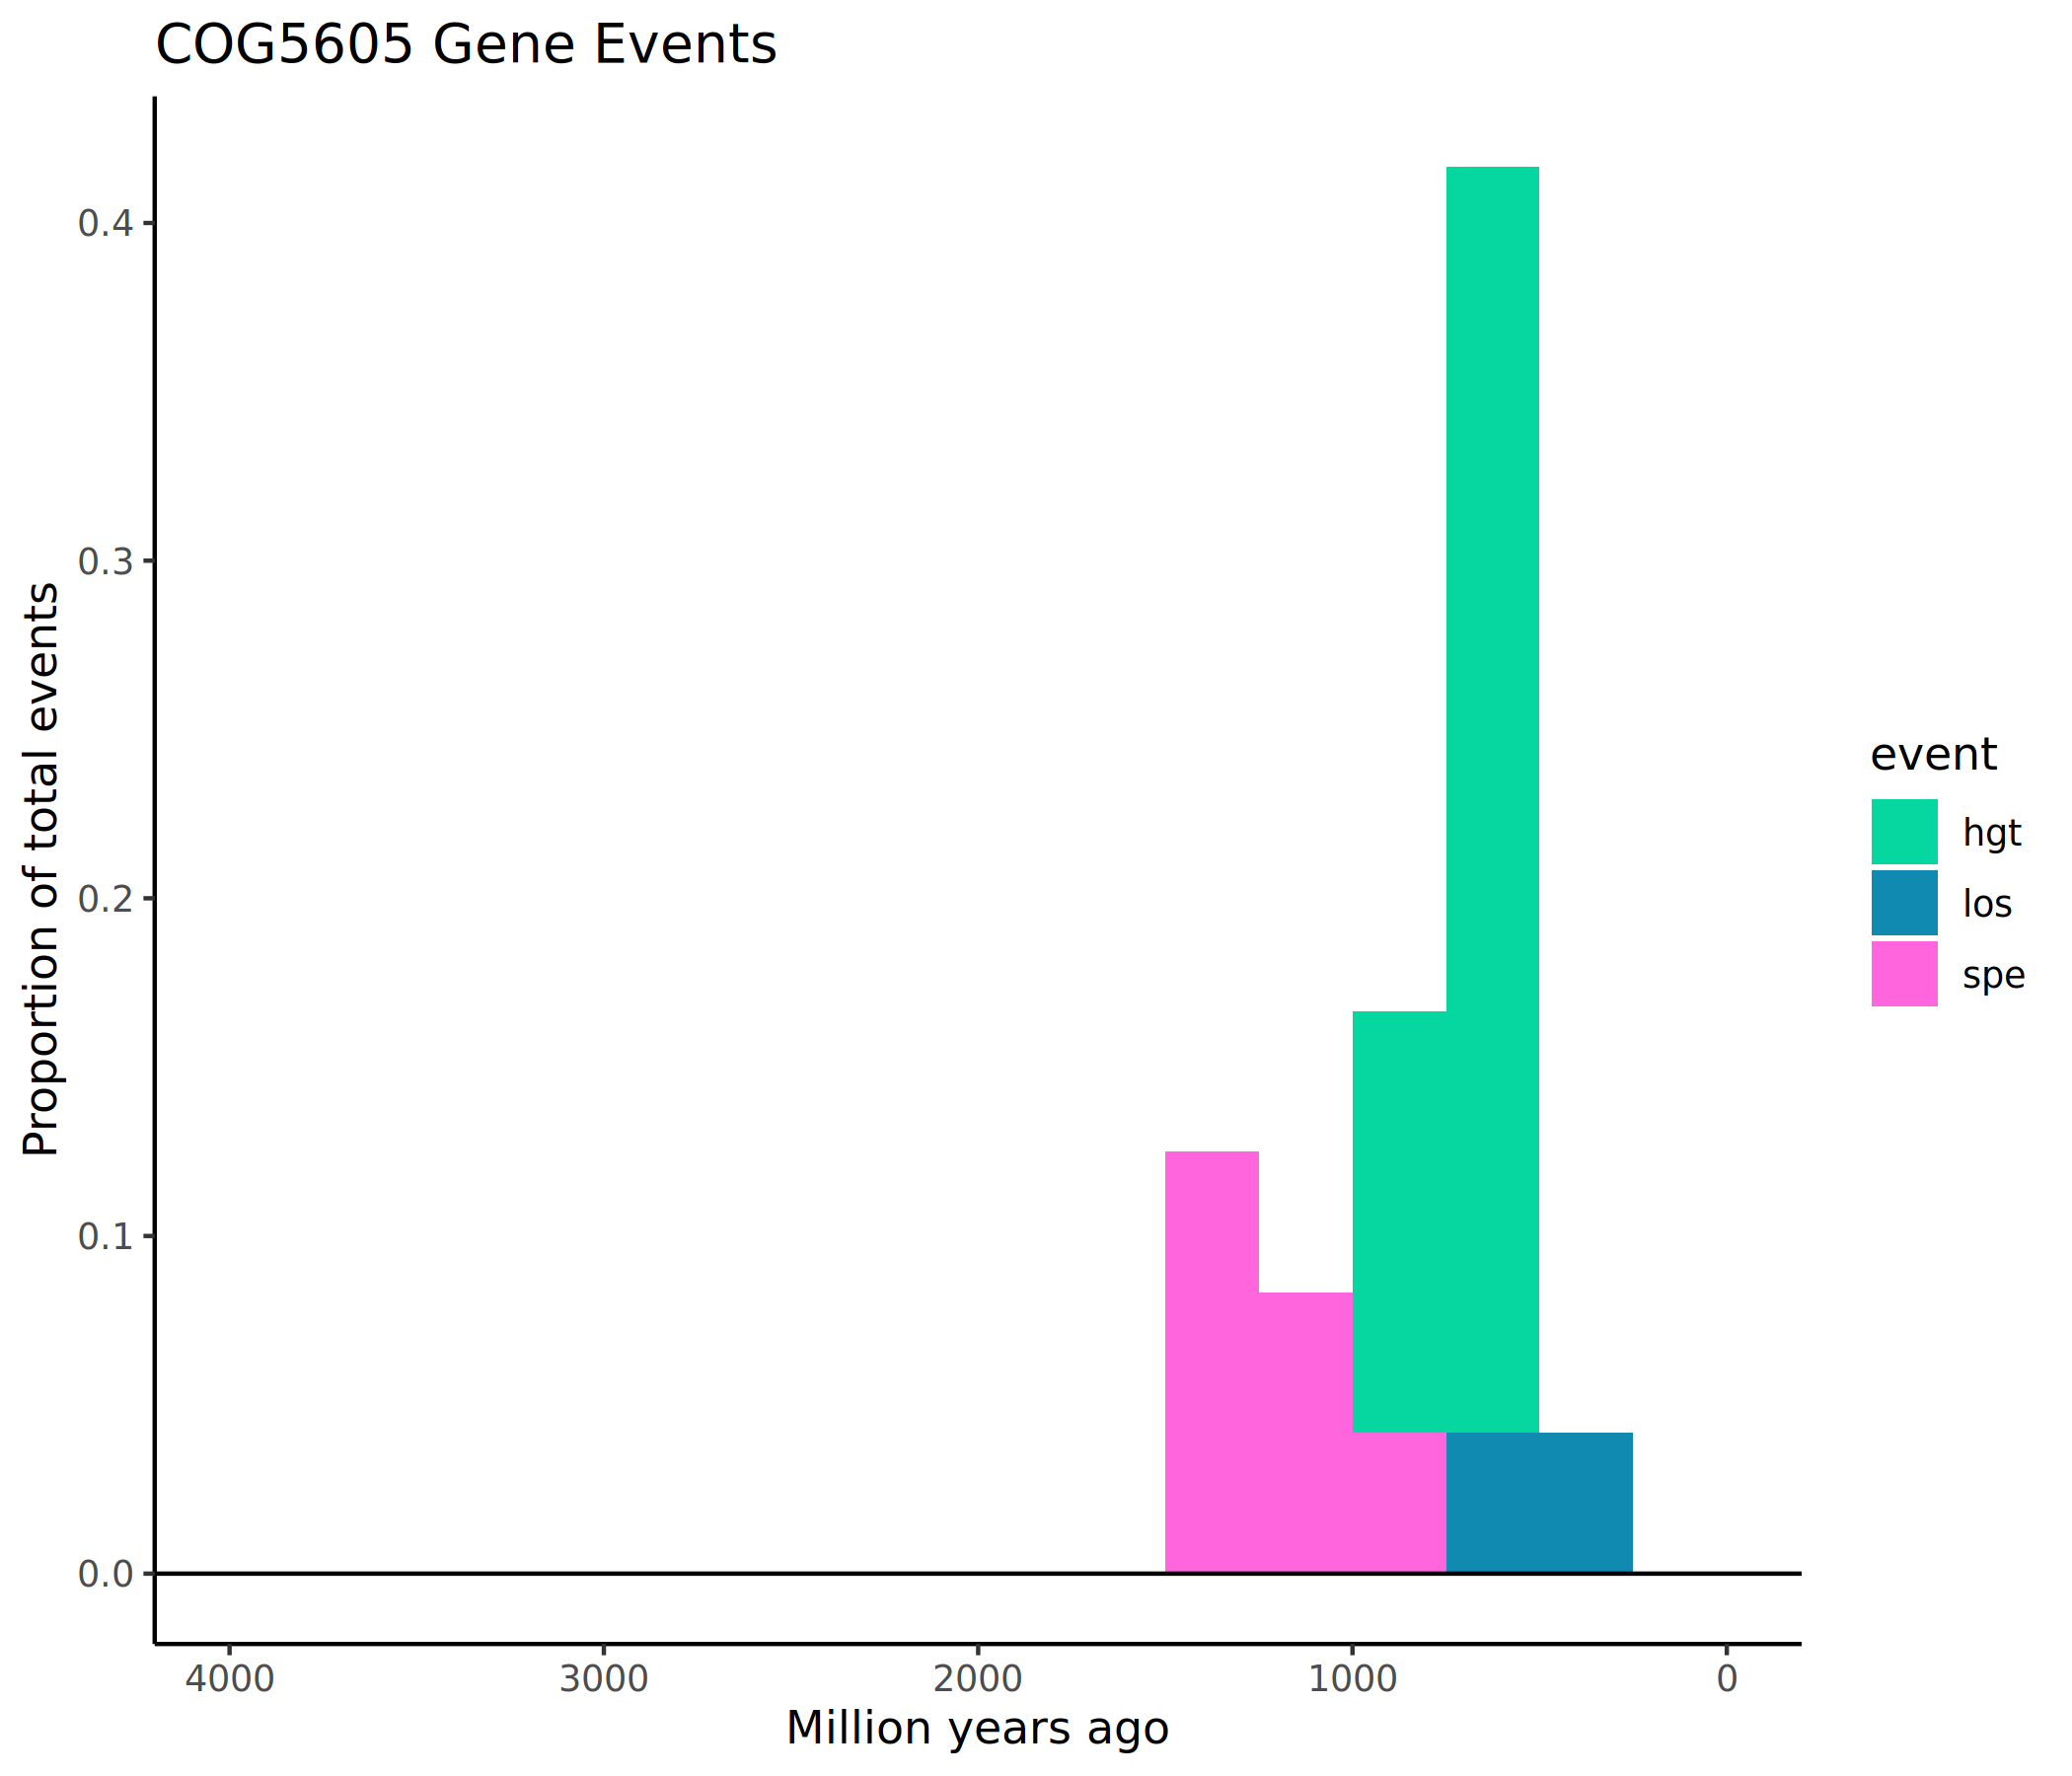 COG5605 Gene Events
Proportion of total events
0.4
0.3
0.2
0.1
0.0
4000 3000 2000 1000 0
Million years ago
event
hgt
los
spe